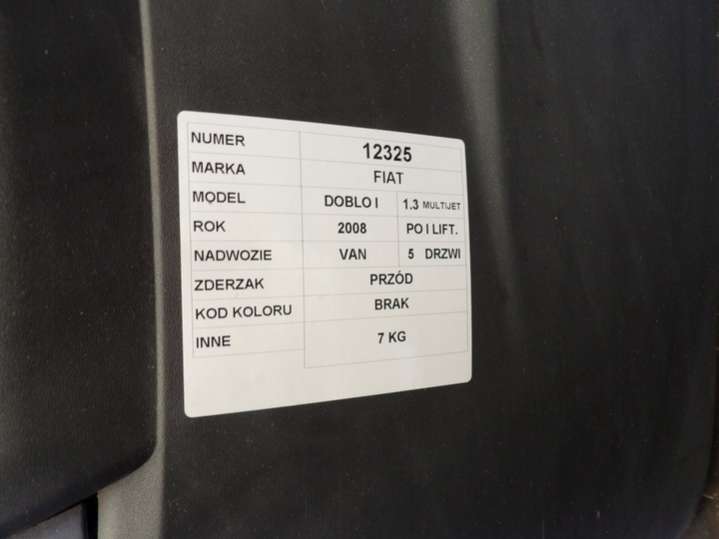 NUMER 12325
MARKA FIAT
MODEL DOBLO I 1.3 MULTIJET
ROK 2008 PO I LIFT.
NADWOZIE VAN 5 DRZWI
ZDERZAK PRZÓD
KOD KOLORU BRAK
INNE 7 KG